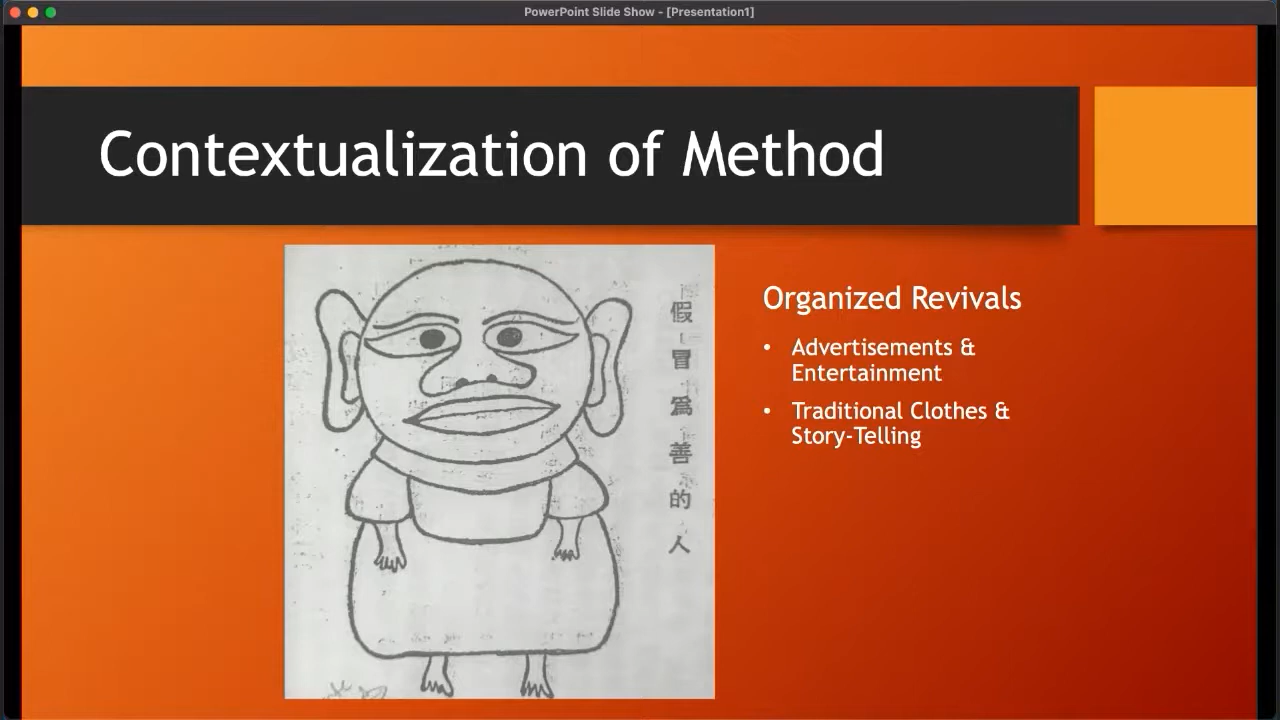 PowerPoint Slide Show - [Presentation1]
Contextualization of Method
假冒爲善的人
Organized Revivals
• Advertisements &
Entertainment
• Traditional Clothes &
Story-Telling